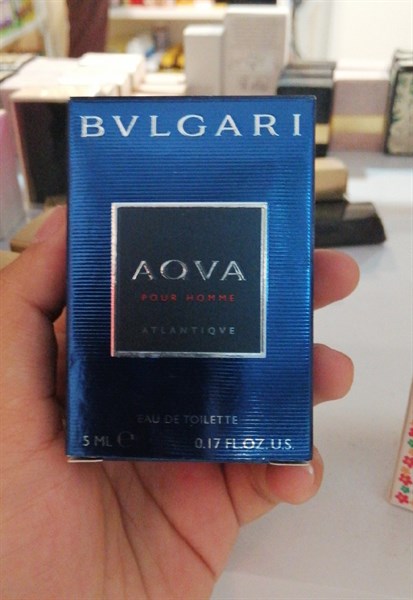 BVLGARI
AQVA
POUR HOMME
ATLANTIQVE
EAU DE TOILETTE
5 ML ℮ 0.17 FL.OZ.U.S.